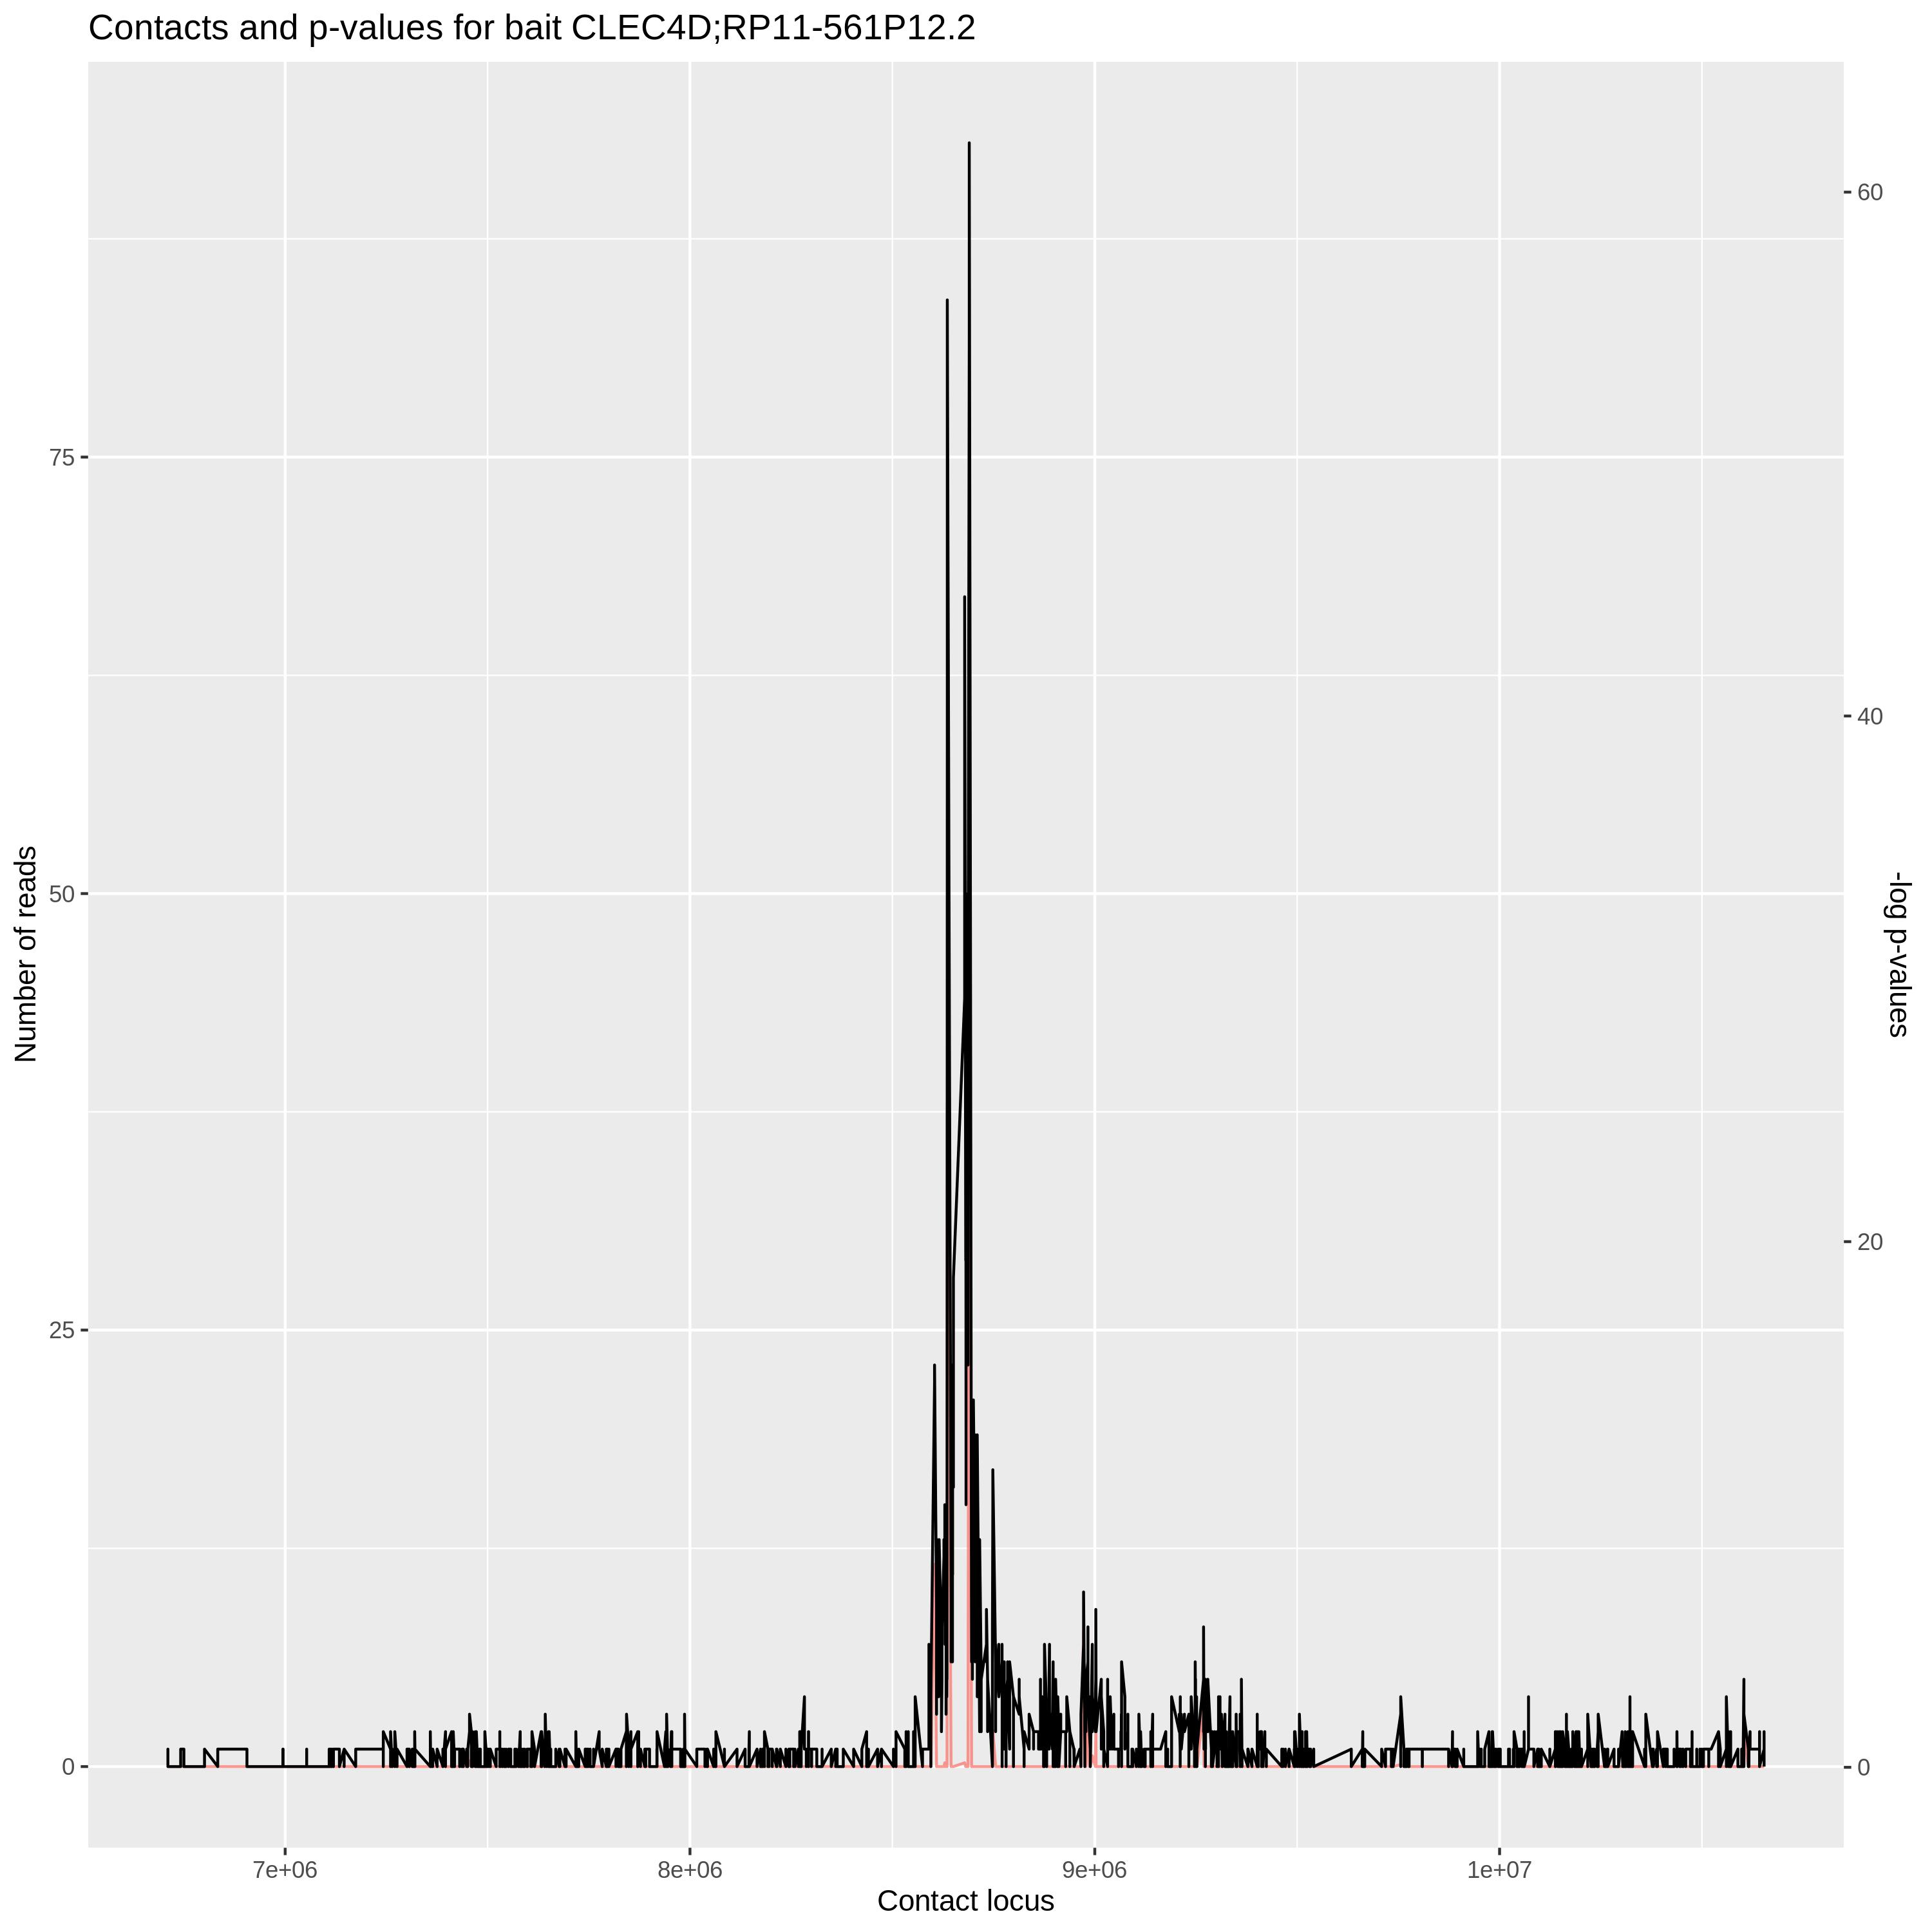 Contacts and p-values for bait CLEC4D;RP11-561P12.2
Number of reads
75
50
25
0
60
40
20
0
-log p-values
7e+06
8e+06
9e+06
1e+07
Contact locus